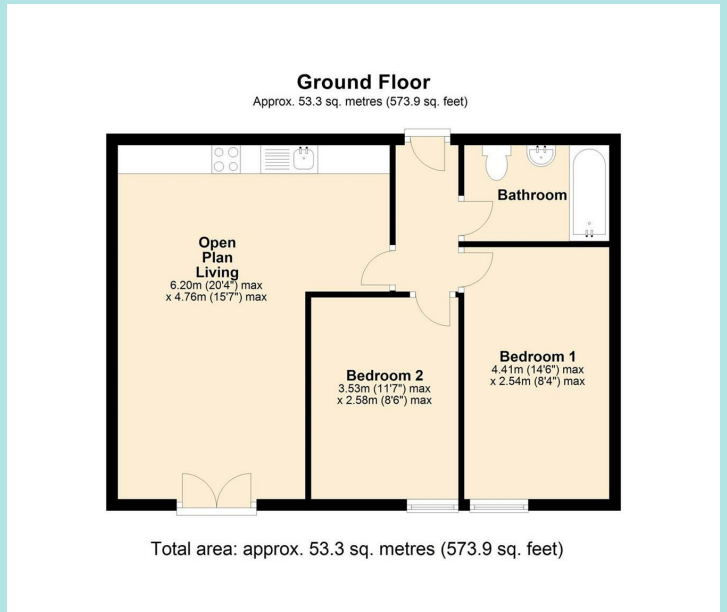 Ground Floor
Approx. 53.3 sq. metres (573.9 sq. feet)
Open
Plan
Living
6.20m (20'4") max
x 4.76m (15'7") max
Bathroom
Bedroom 2
3.53m (11'7") max
x 2.58m (8'6") max
Bedroom 1
4.41m (14'6") max
x 2.54m (8'4") max
Total area: approx. 53.3 sq. metres (573.9 sq. feet)